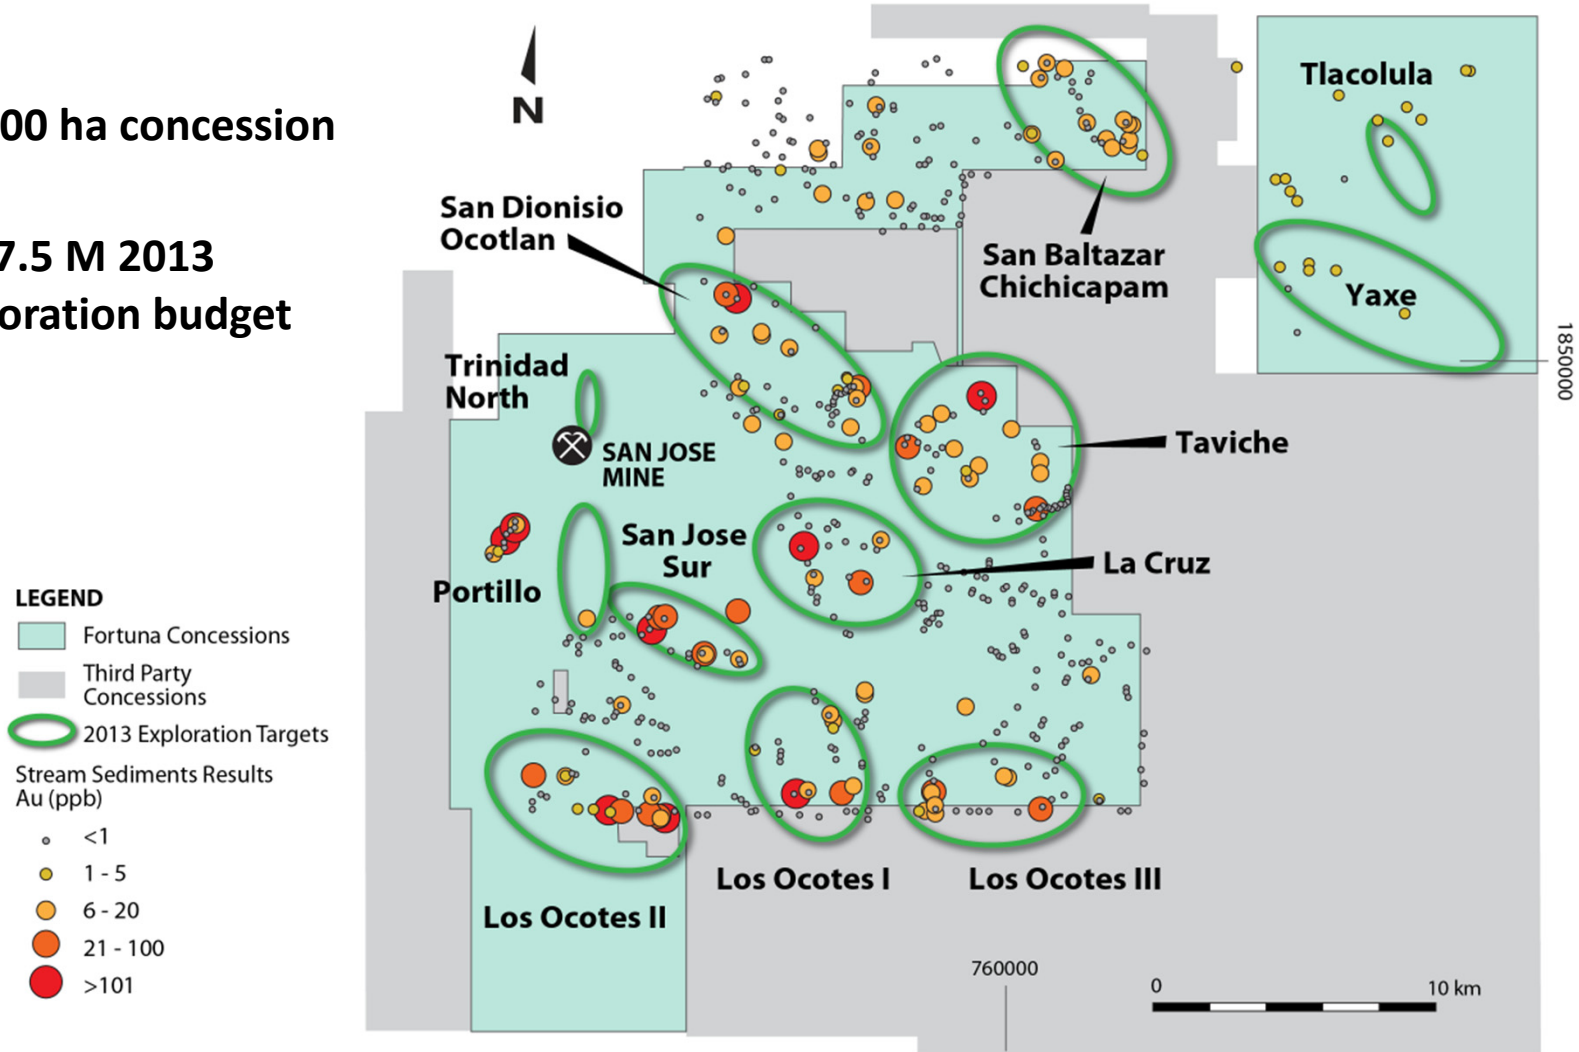 00 ha concession
7.5 M 2013
oration budget
N
Tlacolula
San Dionisio
Ocotlan
San Baltazar
Chichicapam
Yaxe
1850000
Trinidad
North
SAN JOSE
MINE
Taviche
San Jose
Sur
La Cruz
Portillo
LEGEND
Fortuna Concessions
Third Party
Concessions
2013 Exploration Targets
Stream Sediments Results
Au (ppb)
<1
1 - 5
6 - 20
21 - 100
>101
Los Ocotes I
Los Ocotes III
Los Ocotes II
760000
0
10 km